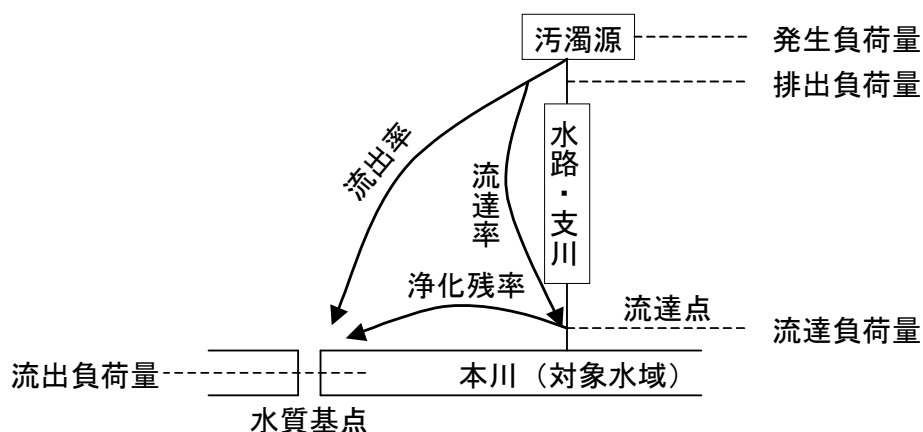 汚濁源
発生負荷量
排出負荷量
水路・支川
流出率
流達率
浄化残率
流達点
流達負荷量
流出負荷量
本川（対象水域）
水質基点